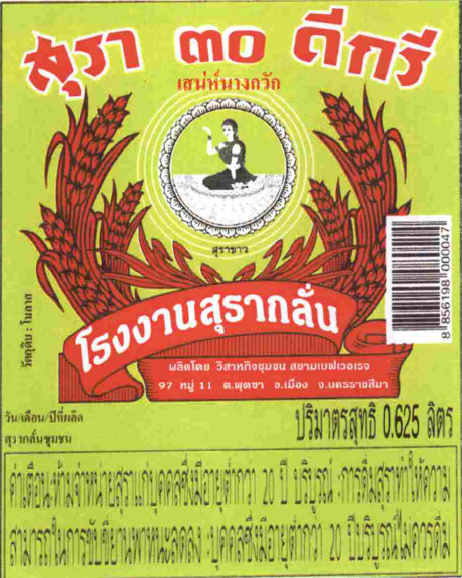 สุรา ๓๐ ดีกรี
เสน่ห์นางกวัก
สุราขาว
วัตถุดิบ : โมลาส
8 856198 000047
โรงงานสุรากลั่น
ผลิตโดย วิสาหกิจชุมชน สยามเบฟเวอเรจ
97 หมู่ 11 ต.พุดซา อ.เมือง จ.นครราชสีมา
วัน/เดือน/ปีที่ผลิต
สุรากลั่นชุมชน
ปริมาตรสุทธิ 0.625 ลิตร
คำเตือน:ห้ามจำหน่ายสุราแก่บุคคลซึ่งมีอายุต่ำกว่า 20 ปี บริบูรณ์ :การดื่มสุราทำให้ความ
สามารถในการขับขี่ยานพาหนะลดลง :บุคคลซึ่งมีอายุต่ำกว่า 20 ปีบริบูรณ์ไม่ควรดื่ม